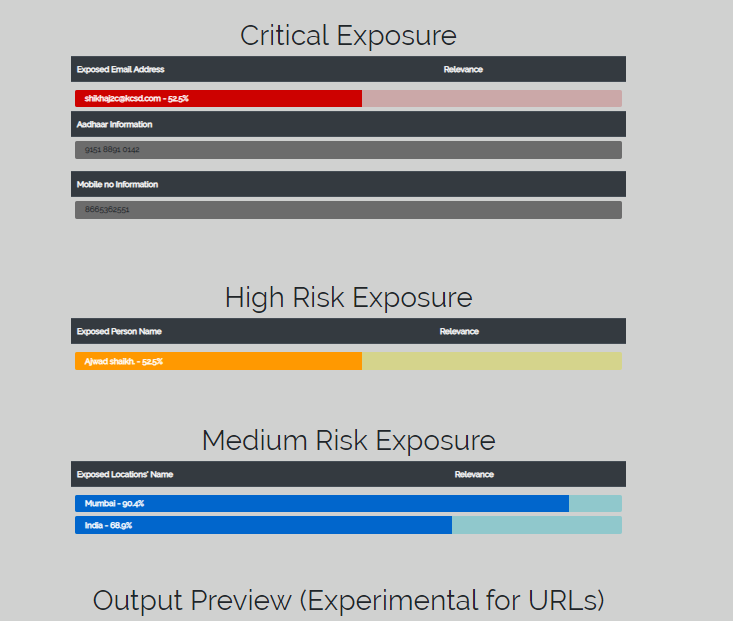 Critical Exposure
Exposed Email Address Relevance
shikhaj2c@kcsd.com - 52.5%
Aadhaar Information
9151 8891 0142
Mobile no Information
8665362551
High Risk Exposure
Exposed Person Name Relevance
Ajwad shaikh. - 52.5%
Medium Risk Exposure
Exposed Locations' Name Relevance
Mumbai - 90.4%
India - 68.9%
Output Preview (Experimental for URLs)